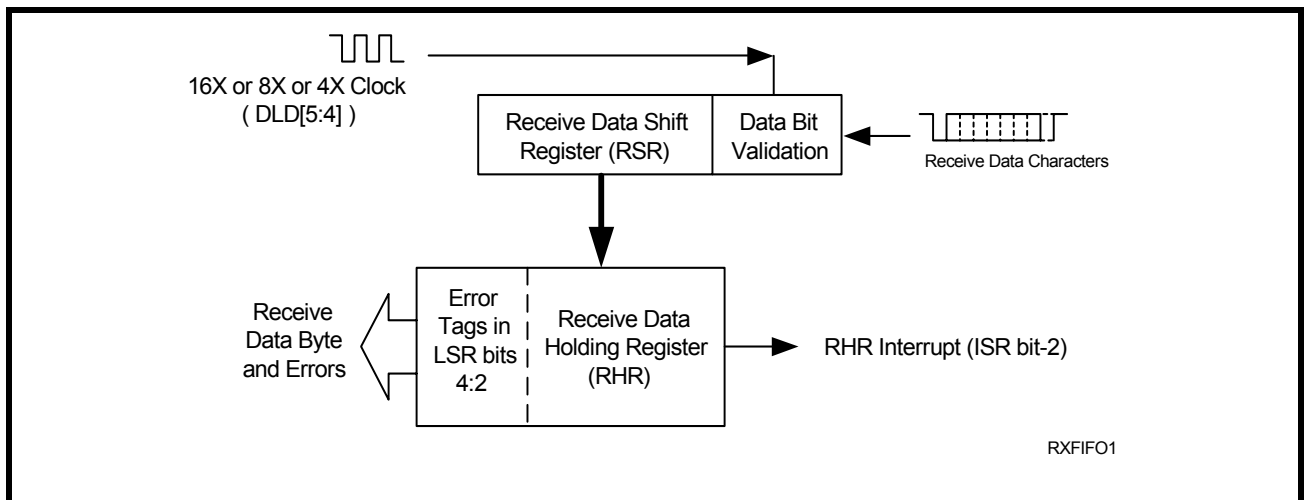 16X or 8X or 4X Clock
( DLD[5:4] )
Receive Data Shift
Register (RSR)
Data Bit
Validation
Receive Data Characters
Receive
Data Byte
and Errors
Error
Tags in
LSR bits
4:2
Receive Data
Holding Register
(RHR)
RHR Interrupt (ISR bit-2)
RXFIFO1